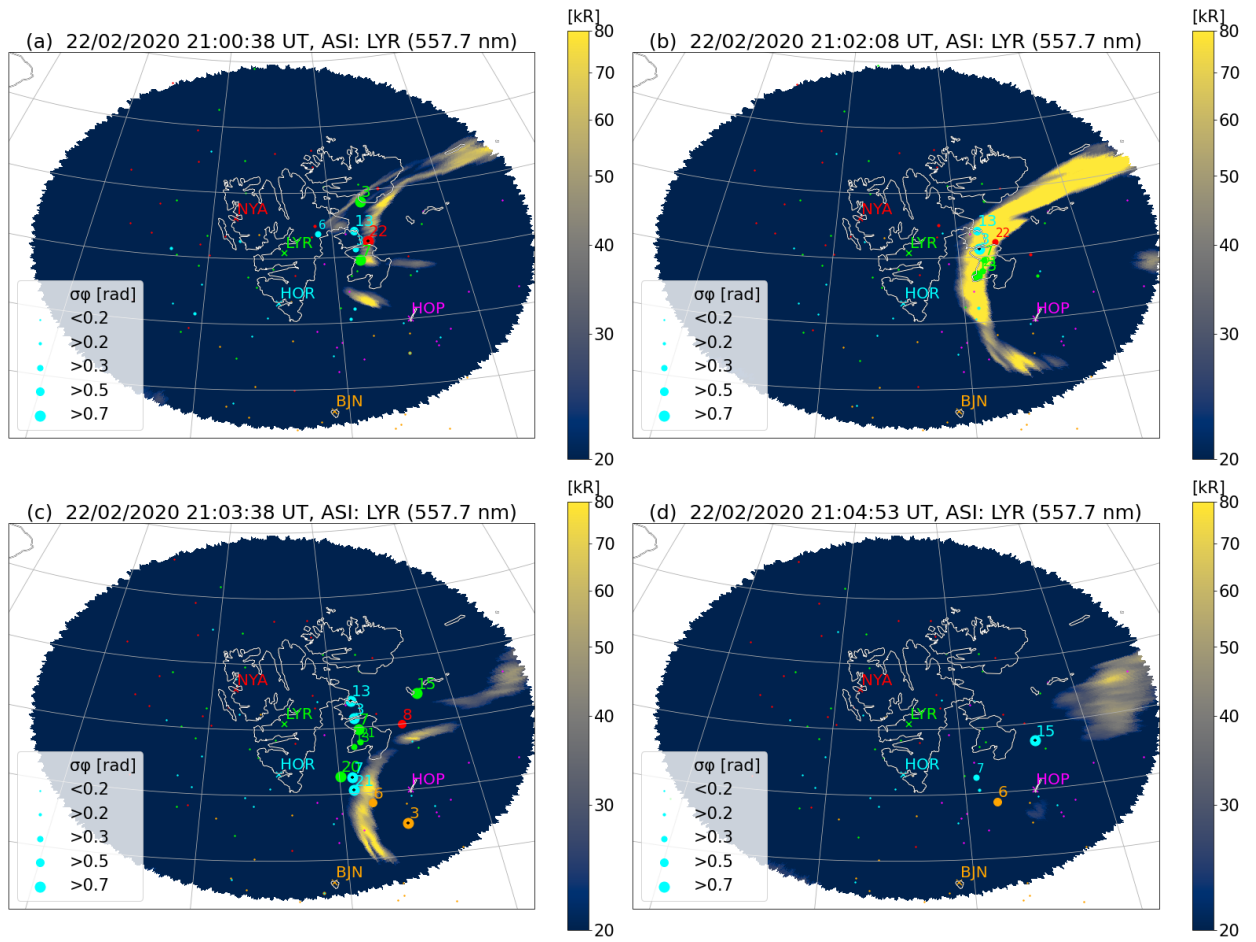 (a) 22/02/2020 21:00:38 UT, ASI: LYR (557.7 nm)
[kR]
80
70
60
50
40
30
20
NYA
LYR
HOR
HOP
BJN
3
6
13
22
σφ [rad]
<0.2
>0.2
>0.3
>0.5
>0.7
(b) 22/02/2020 21:02:08 UT, ASI: LYR (557.7 nm)
[kR]
80
70
60
50
40
30
20
NYA
LYR
HOR
HOP
BJN
13
22
σφ [rad]
<0.2
>0.2
>0.3
>0.5
>0.7
(c) 22/02/2020 21:03:38 UT, ASI: LYR (557.7 nm)
[kR]
80
70
60
50
40
30
20
NYA
LYR
HOR
HOP
BJN
13
15
8
20
7
21
3
σφ [rad]
<0.2
>0.2
>0.3
>0.5
>0.7
(d) 22/02/2020 21:04:53 UT, ASI: LYR (557.7 nm)
[kR]
80
70
60
50
40
30
20
NYA
LYR
HOR
HOP
BJN
15
7
6
σφ [rad]
<0.2
>0.2
>0.3
>0.5
>0.7